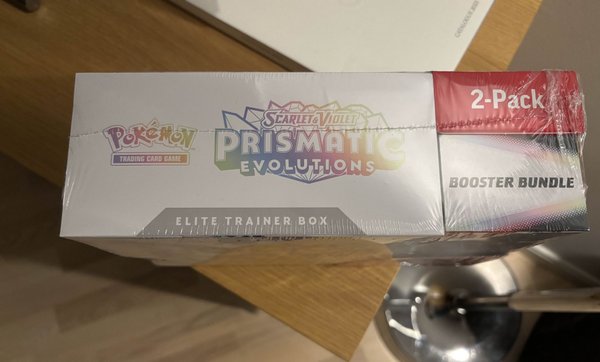 Pokémon
TRADING CARD GAME
SCARLET & VIOLET
PRISMATIC
EVOLUTIONS
ELITE TRAINER BOX
2-Pack
BOOSTER BUNDLE